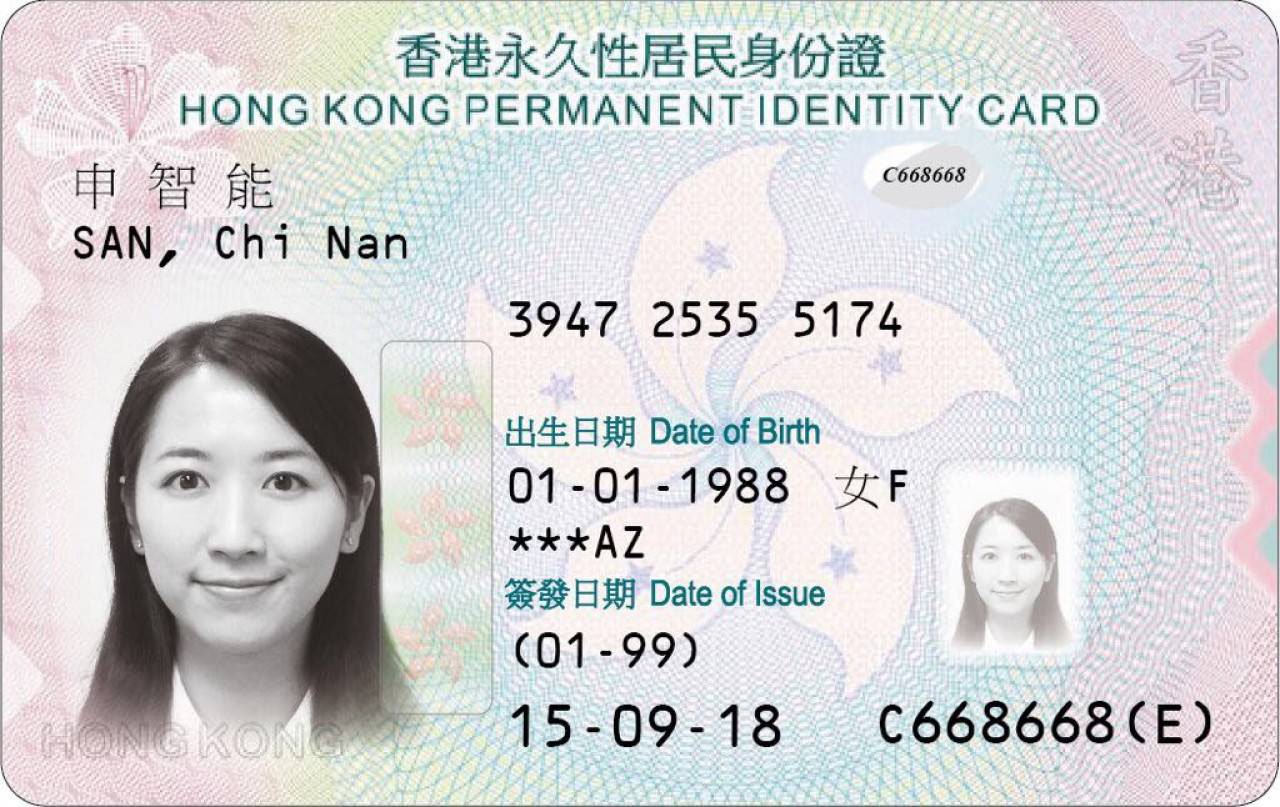 香港永久性居民身份證
HONG KONG PERMANENT IDENTITY CARD
香港
申智能
C668668
SAN, Chi Nan
3947 2535 5174
出生日期 Date of Birth
01-01-1988 女F
***AZ
簽發日期 Date of Issue
(01-99)
15-09-18 C668668(E)
HONG KONG